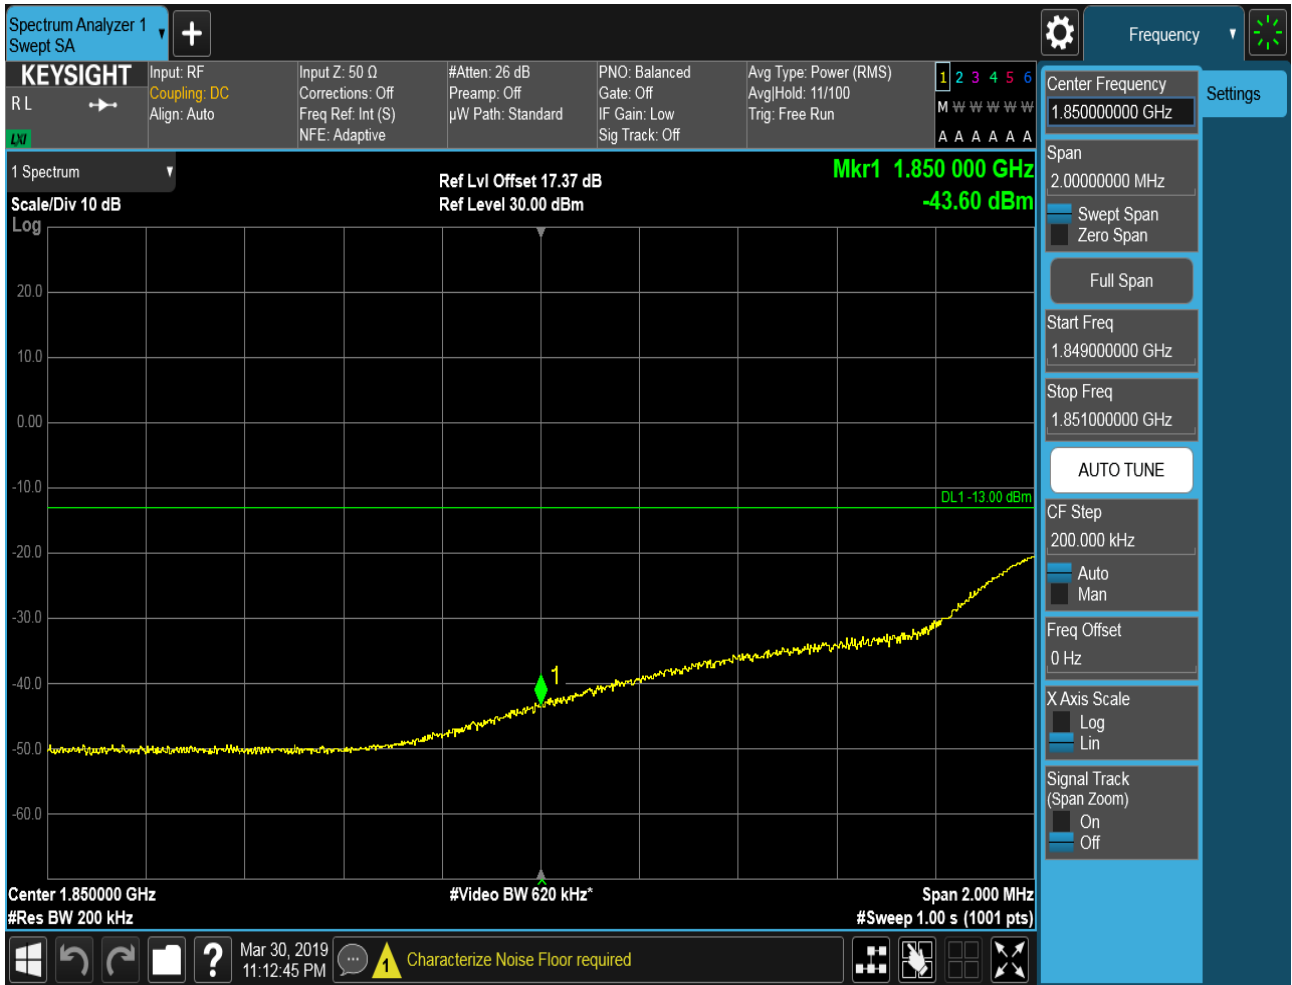 Spectrum Analyzer 1
Swept SA
Frequency
KEYSIGHT
R L
LXI
Input: RF
Coupling: DC
Align: Auto
Input Z: 50 Ω
Corrections: Off
Freq Ref: Int (S)
NFE: Adaptive
#Atten: 26 dB
Preamp: Off
µW Path: Standard
PNO: Balanced
Gate: Off
IF Gain: Low
Sig Track: Off
Avg Type: Power (RMS)
Avg|Hold: 11/100
Trig: Free Run
1 2 3 4 5 6
M W W W W W
A A A A A A
1 Spectrum
Scale/Div 10 dB
Log
Ref Lvl Offset 17.37 dB
Ref Level 30.00 dBm
Mkr1 1.850 000 GHz
-43.60 dBm
20.0
10.0
0.00
-10.0
DL1 -13.00 dBm
-20.0
-30.0
-40.0
1
-50.0
-60.0
Center 1.850000 GHz
#Video BW 620 kHz*
Span 2.000 MHz
#Res BW 200 kHz
#Sweep 1.00 s (1001 pts)
Center Frequency
1.850000000 GHz
Settings
Span
2.00000000 MHz
Swept Span
Zero Span
Full Span
Start Freq
1.849000000 GHz
Stop Freq
1.851000000 GHz
AUTO TUNE
CF Step
200.000 kHz
Auto
Man
Freq Offset
0 Hz
X Axis Scale
Log
Lin
Signal Track
(Span Zoom)
On
Off
?
Mar 30, 2019
11:12:45 PM
1
Characterize Noise Floor required